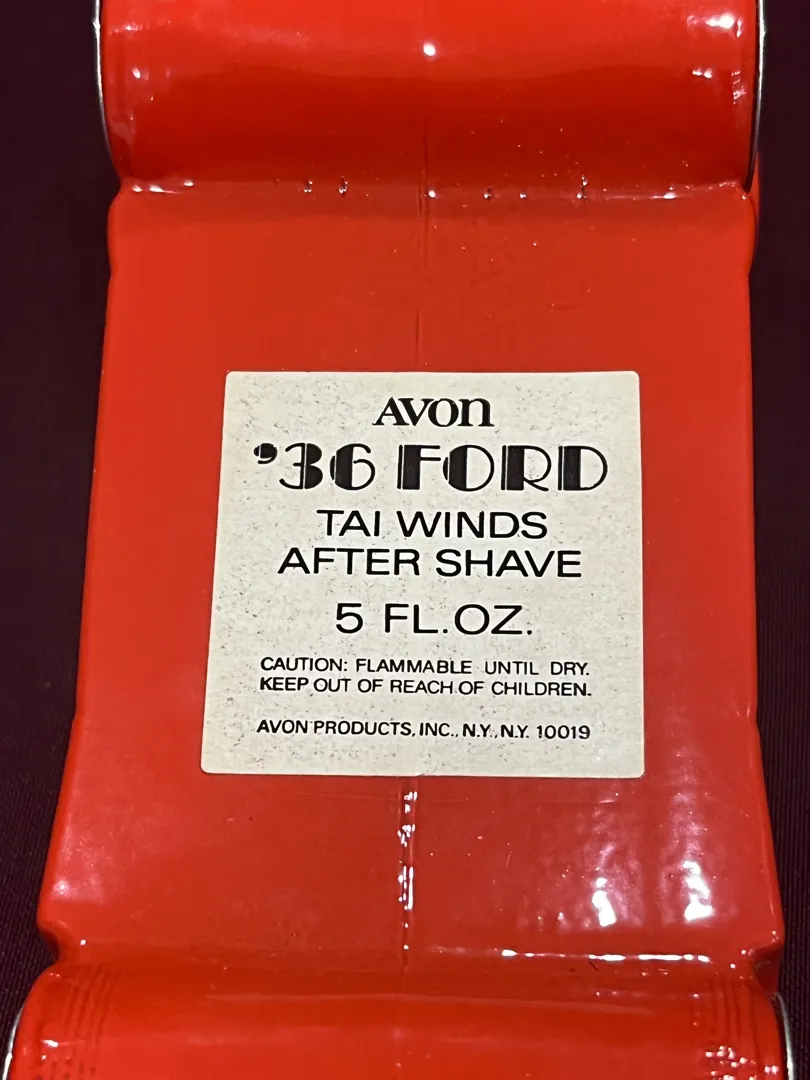 AVON
'36 FORD
TAI WINDS
AFTER SHAVE
5 FL.OZ.
CAUTION: FLAMMABLE UNTIL DRY.
KEEP OUT OF REACH OF CHILDREN.
AVON PRODUCTS, INC., N.Y., N.Y. 10019